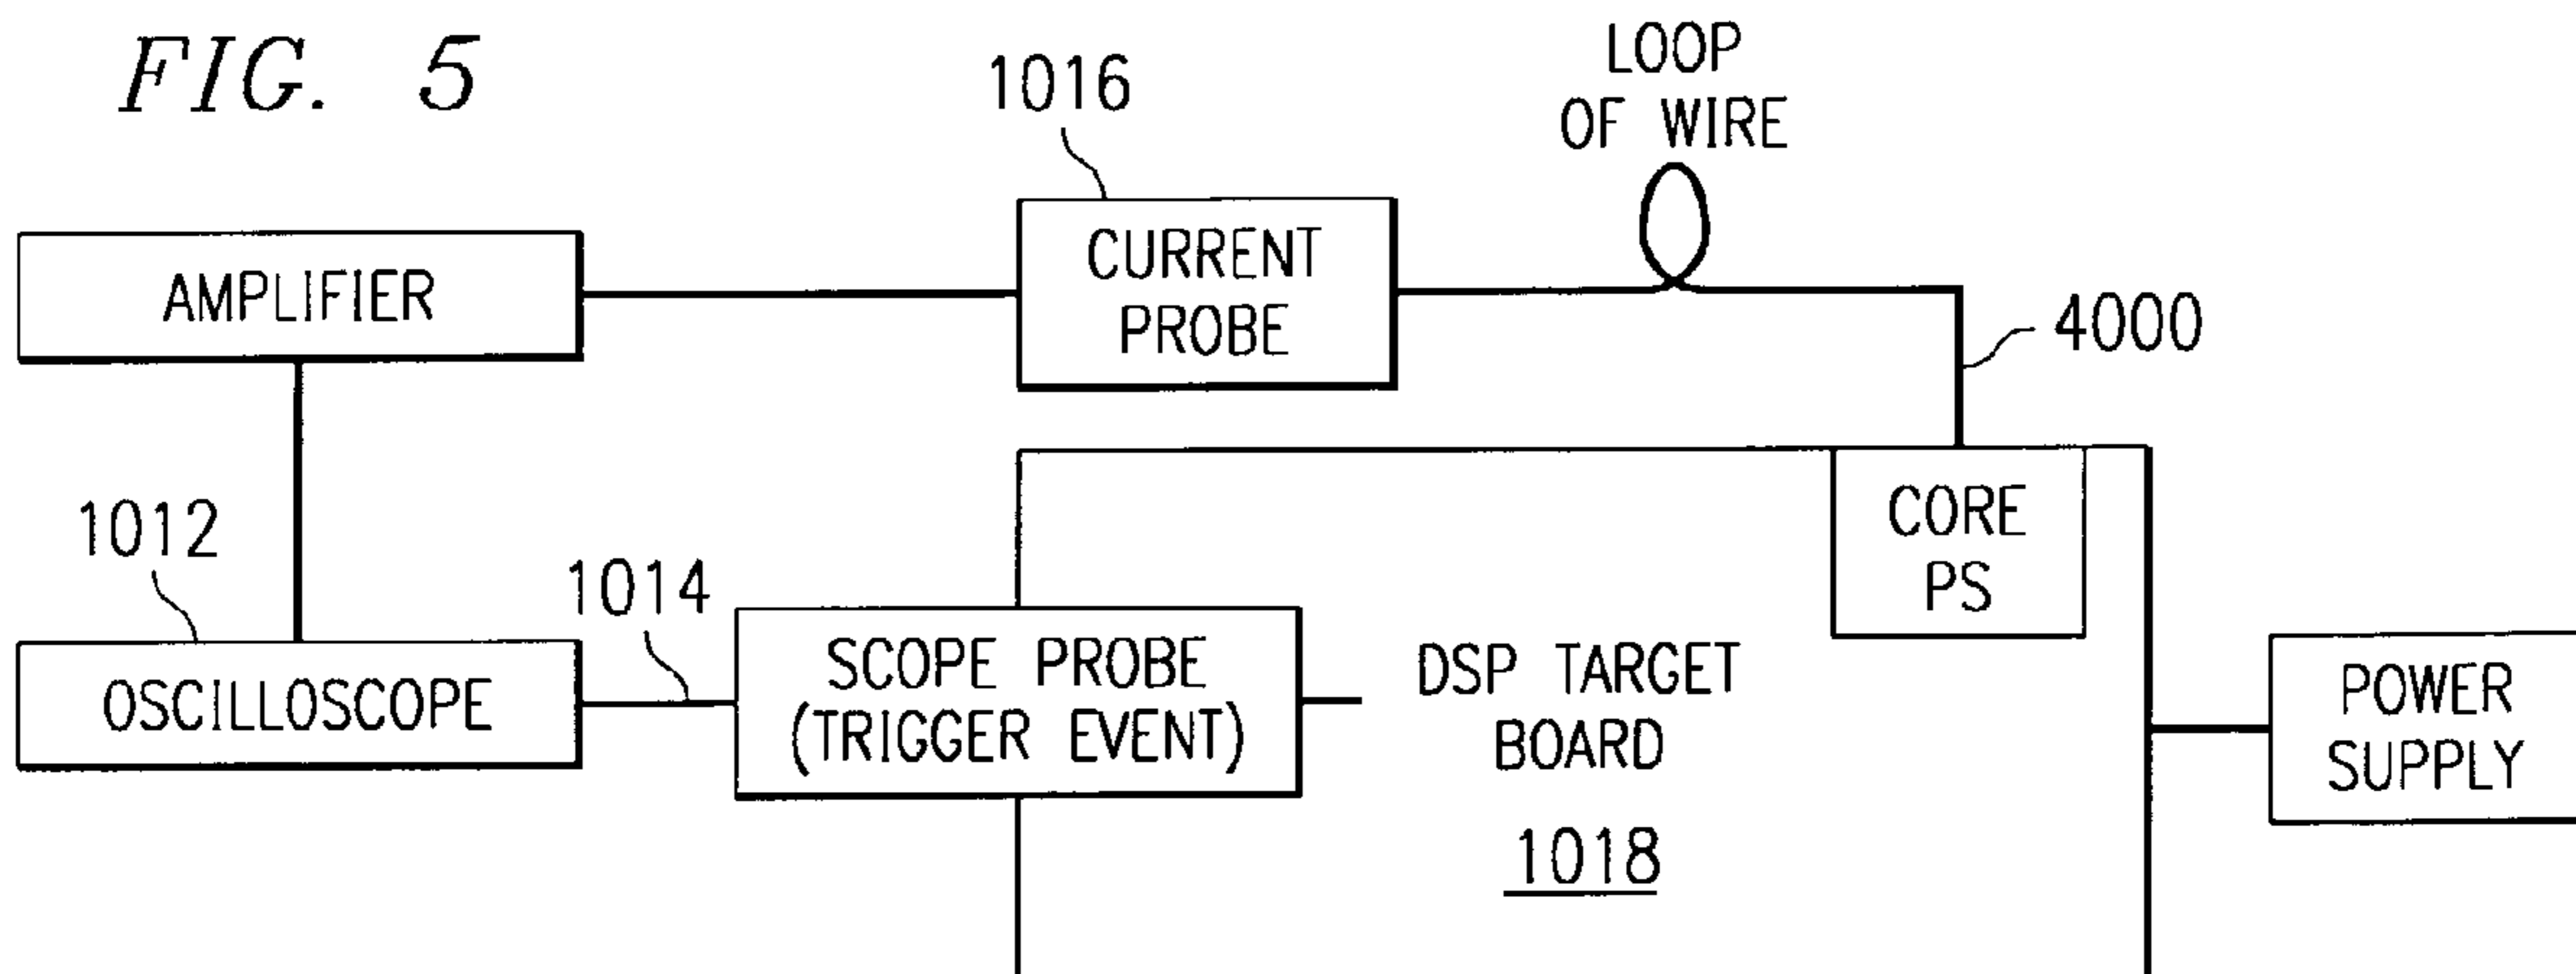 FIG. 5
1016
LOOP
OF WIRE
AMPLIFIER
CURRENT
PROBE
4000
1012
1014
CORE
PS
OSCILLOSCOPE
SCOPE PROBE
(TRIGGER EVENT)
DSP TARGET
BOARD
1018
POWER
SUPPLY